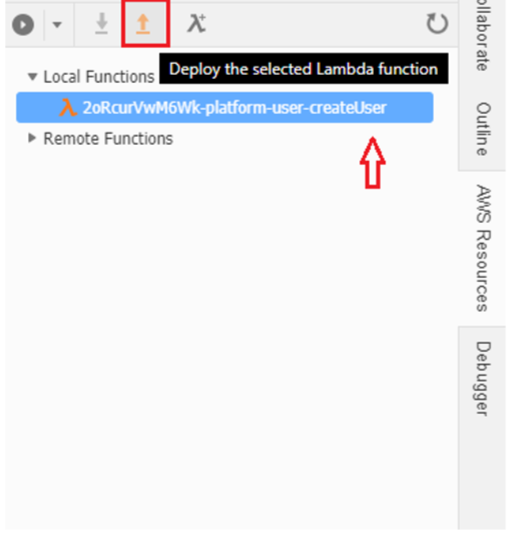 Deploy the selected Lambda function
Local Functions
2oRcurVwM6Wk-platform-user-createUser
Remote Functions
ollaborate
Outline
AWS Resources
Debugger